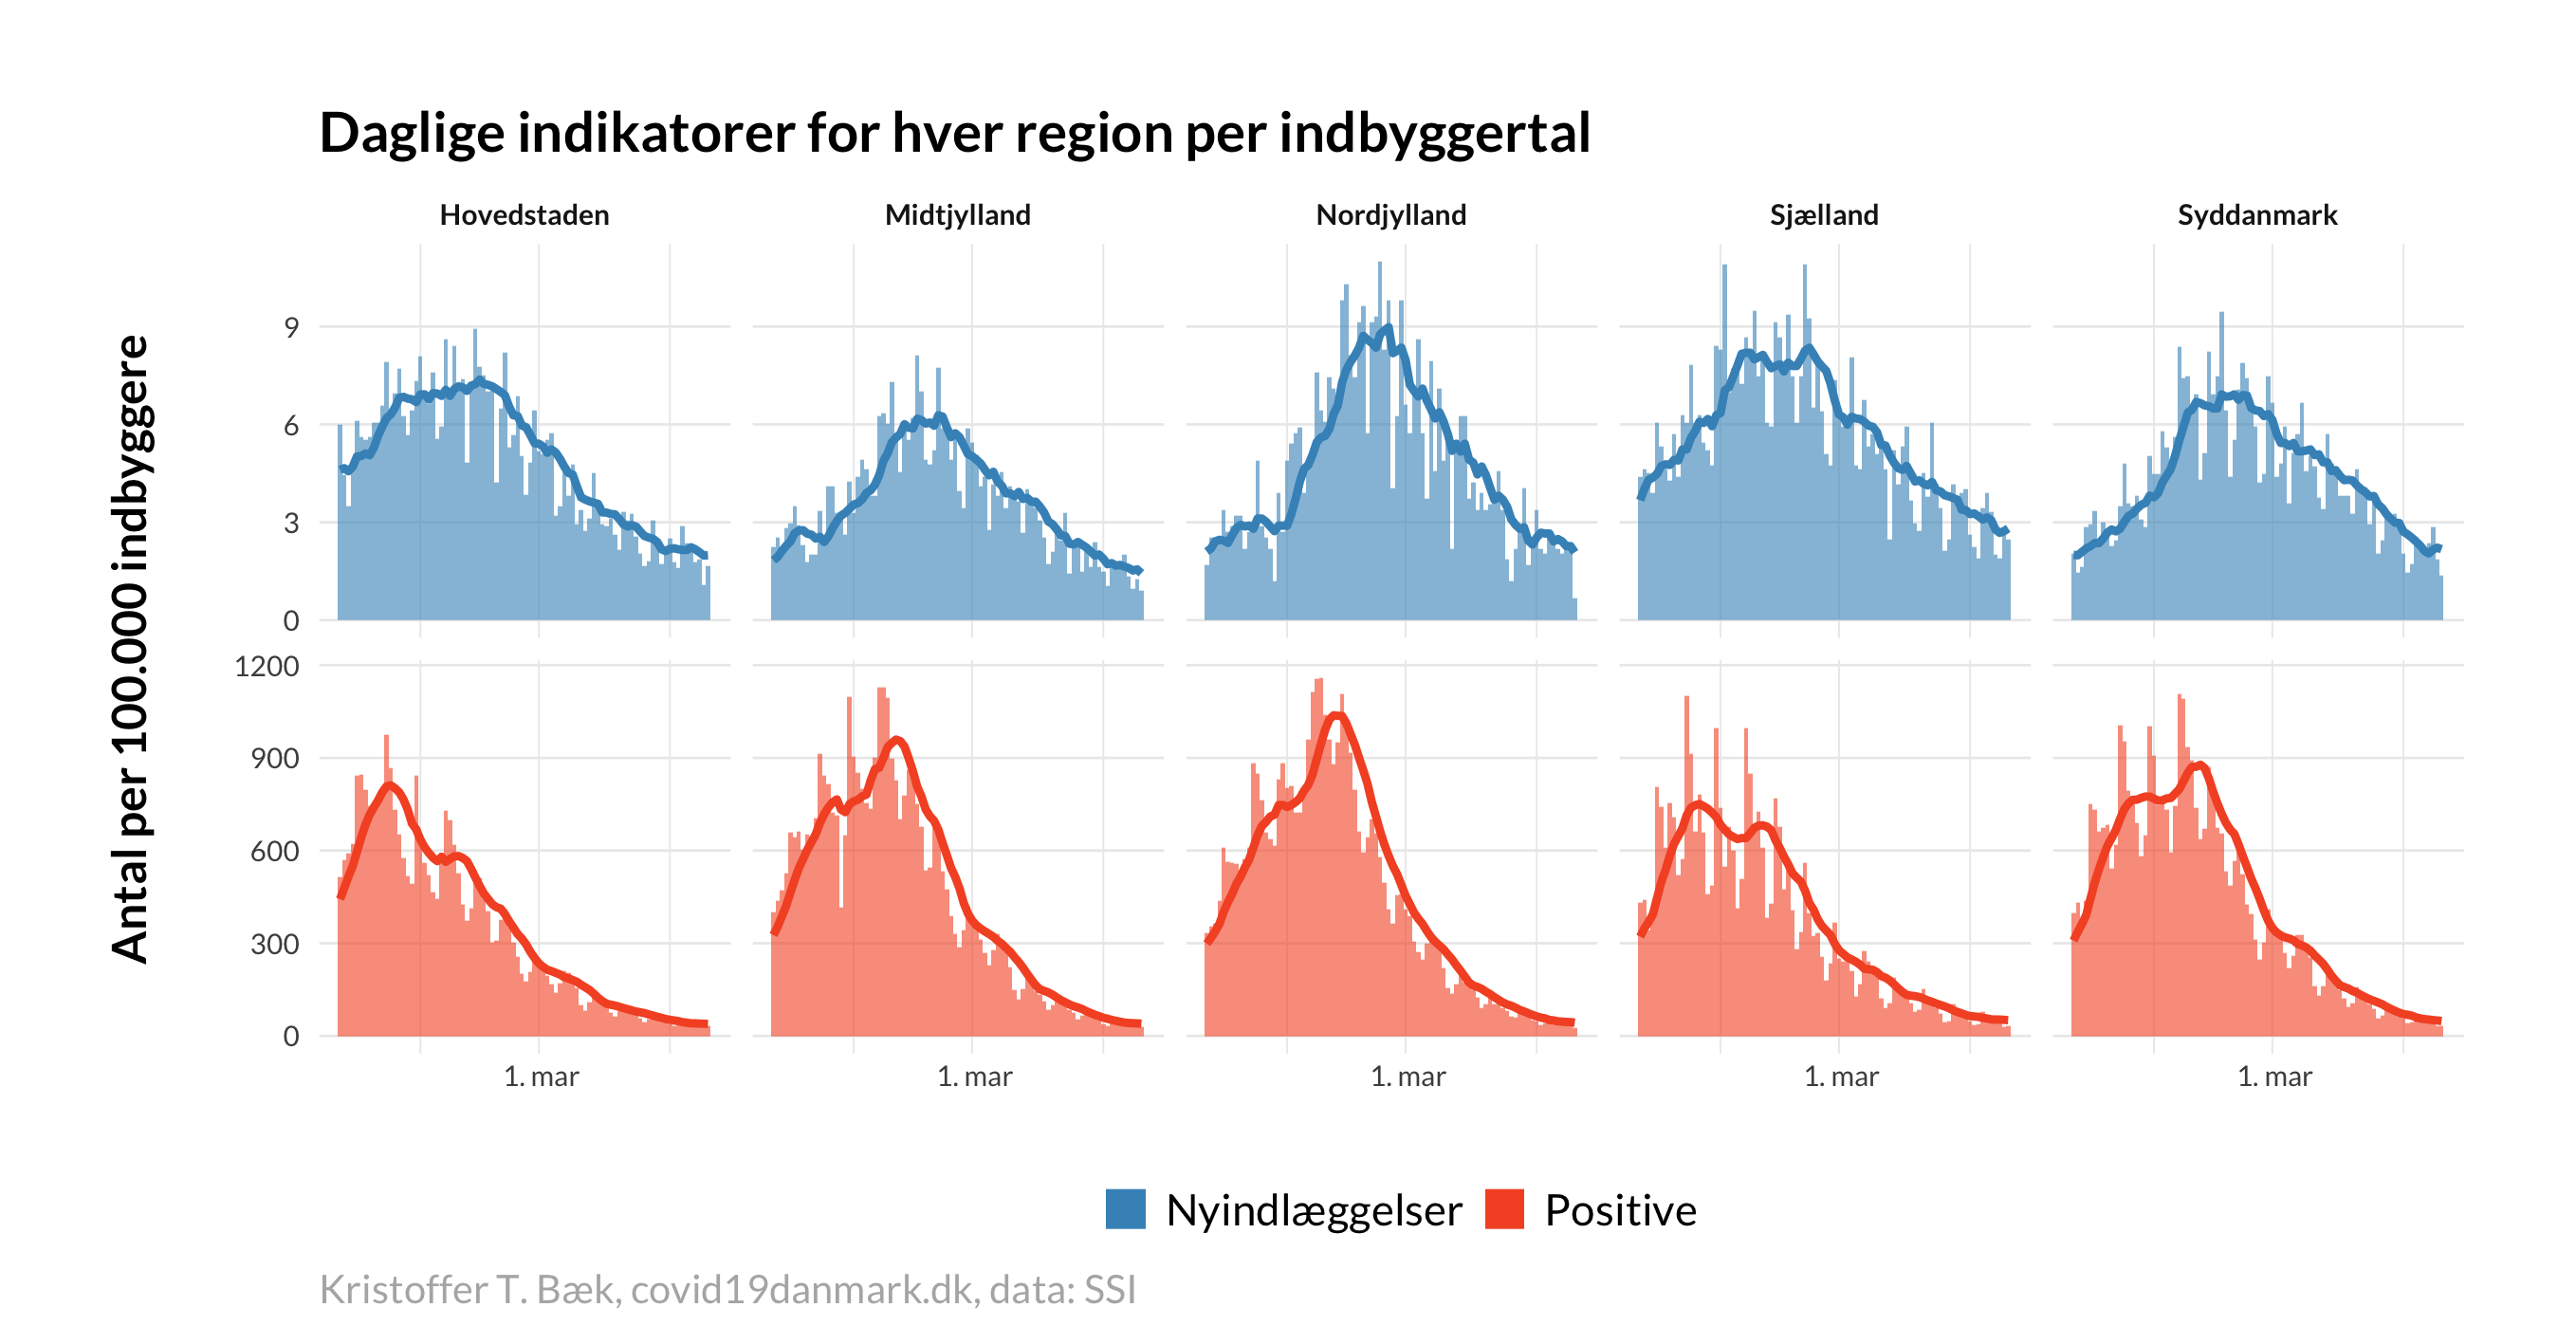 Daglige indikatorer for hver region per indbyggertal
Hovedstaden
Midtjylland
Nordjylland
Sjælland
Syddanmark
Antal per 100.000 indbyggere
9
6
3
0
1200
900
600
300
0
1. mar
1. mar
1. mar
1. mar
1. mar
Nyindlæggelser
Positive
Kristoffer T. Bæk, covid19danmark.dk, data: SSI